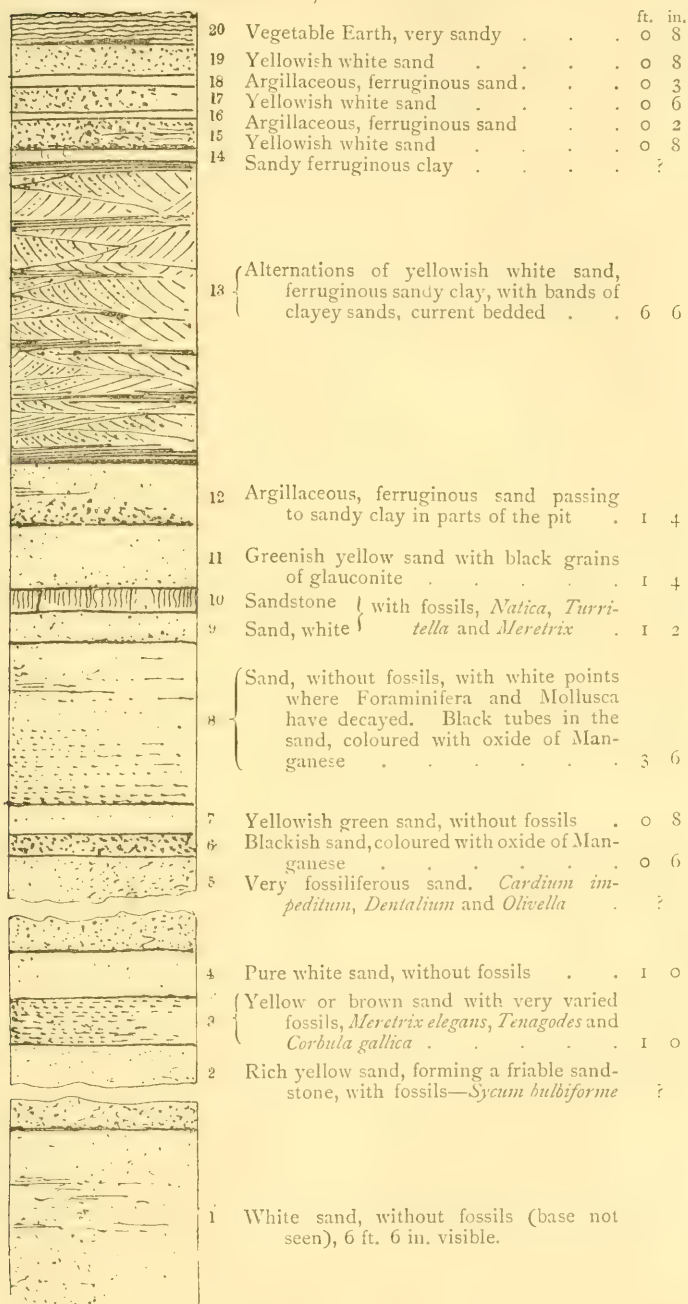 ft. in.
20 Vegetable Earth, very sandy . . . 0 8
19 Yellowish white sand . . . . 0 8
18 Argillaceous, ferruginous sand . . . 0 3
17 Yellowish white sand . . . . 0 6
16 Argillaceous, ferruginous sand . . 0 2
15 Yellowish white sand . . . . 0 8
14 Sandy ferruginous clay . . . . ?
13 { Alternations of yellowish white sand,
ferruginous sandy clay, with bands of
clayey sands, current bedded . . 6 6
12 Argillaceous, ferruginous sand passing
to sandy clay in parts of the pit . 1 4
11 Greenish yellow sand with black grains
of glauconite . . . . . 1 4
10 Sandstone } with fossils, Natica, Turri-
9 Sand, white } tella and Meretrix . 1 2
8 { Sand, without fossils, with white points
where Foraminifera and Mollusca
have decayed. Black tubes in the
sand, coloured with oxide of Man-
ganese . . . . . . 3 6
7 Yellowish green sand, without fossils . 0 8
6 Blackish sand, coloured with oxide of Man-
ganese . . . . . 0 6
5 Very fossiliferous sand. Cardium im-
peditum, Dentalium and Olivella . ?
4 Pure white sand, without fossils . . 1 0
3 { Yellow or brown sand with very varied
fossils, Meretrix elegans, Tenagodes and
Corbula gallica . . . . . 1 0
2 Rich yellow sand, forming a friable sand-
stone, with fossils—Sycum bulbiforme ?
1 White sand, without fossils (base not
seen), 6 ft. 6 in. visible.